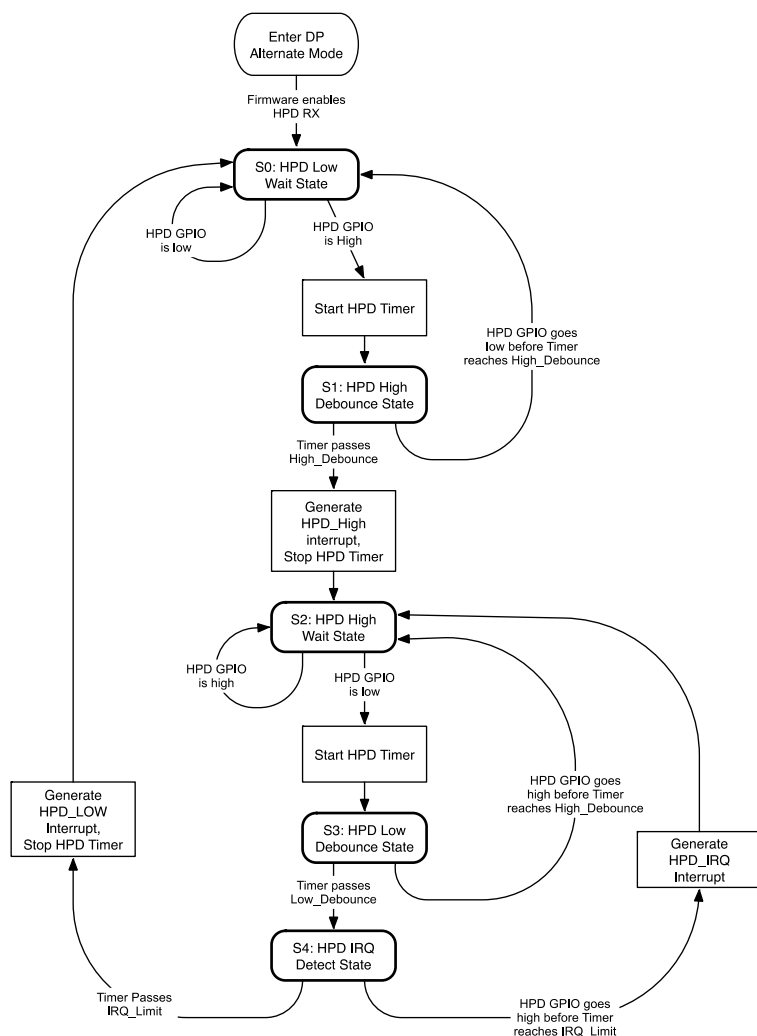 Enter DP
Alternate Mode
Firmware enables
HPD RX
S0: HPD Low
Wait State
HPD GPIO
is low
HPD GPIO
is High
Start HPD Timer
HPD GPIO goes
low before Timer
reaches High_Debounce
S1: HPD High
Debounce State
Timer passes
High_Debounce
Generate
HPD_High
interrupt,
Stop HPD Timer
S2: HPD High
Wait State
HPD GPIO
is high
HPD GPIO
is low
Start HPD Timer
HPD GPIO goes
high before Timer
reaches High_Debounce
Generate
HPD_LOW
Interrupt,
Stop HPD Timer
S3: HPD Low
Debounce State
Generate
HPD_IRQ
Interrupt
Timer passes
Low_Debounce
S4: HPD IRQ
Detect State
Timer Passes
IRQ_Limit
HPD GPIO goes
high before Timer
reaches IRQ_Limit